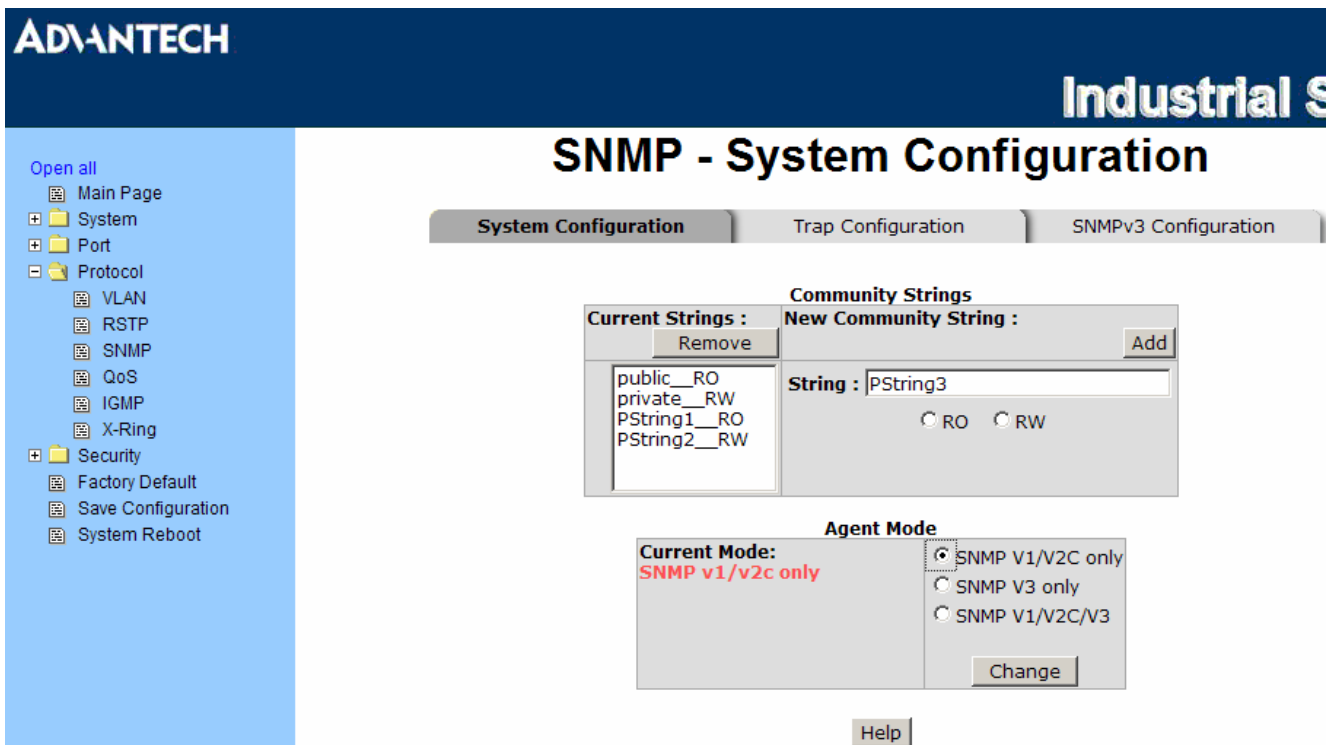 ADVANTECH
Industrial S
Open all
Main Page
System
Port
Protocol
VLAN
RSTP
SNMP
QoS
IGMP
X-Ring
Security
Factory Default
Save Configuration
System Reboot
SNMP - System Configuration
System Configuration Trap Configuration SNMPv3 Configuration
Community Strings
Current Strings : New Community String :
Remove Add
public__RO
private__RW
PString1__RO
PString2__RW
String : PString3
RO RW
Agent Mode
Current Mode:
SNMP v1/v2c only
SNMP V1/V2C only
SNMP V3 only
SNMP V1/V2C/V3
Change
Help